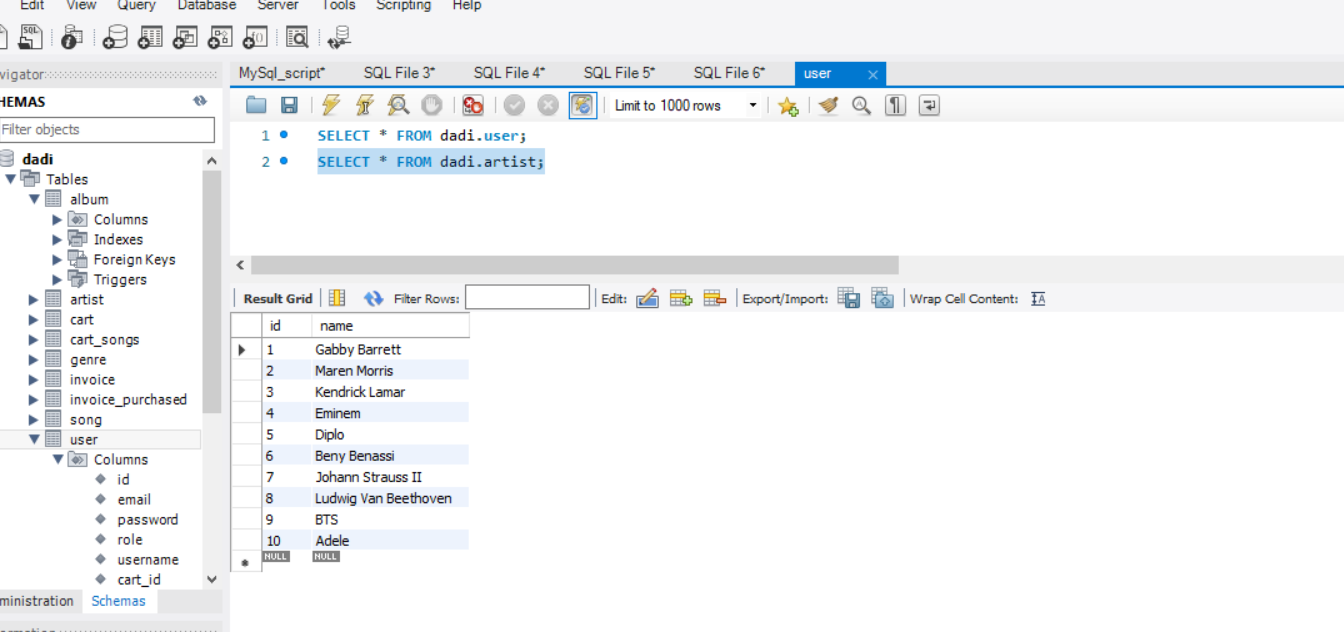 Edit View Query Database Server Tools Scripting Help
SQL
MySql_script* SQL File 3* SQL File 4* SQL File 5* SQL File 6* user
Limit to 1000 rows
1 SELECT * FROM dadi.user;
2 SELECT * FROM dadi.artist;
vigator
HEMAS
Filter objects
dadi
Tables
album
Columns
Indexes
Foreign Keys
Triggers
artist
cart
cart_songs
genre
invoice
invoice_purchased
song
user
Columns
id
email
password
role
username
cart_id
ministration Schemas
Result Grid Filter Rows: Edit: Export/Import: Wrap Cell Content: IA
id name
1 Gabby Barrett
2 Maren Morris
3 Kendrick Lamar
4 Eminem
5 Diplo
6 Beny Benassi
7 Johann Strauss II
8 Ludwig Van Beethoven
9 BTS
10 Adele
NULL NULL